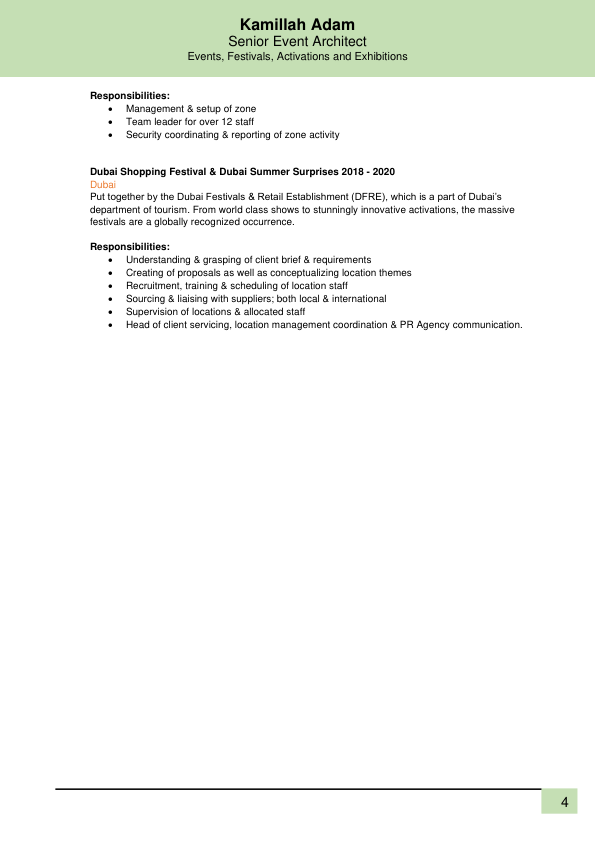 Kamillah Adam
Senior Event Architect
Events, Festivals, Activations and Exhibitions
Responsibilities:
• Management & setup of zone
• Team leader for over 12 staff
• Security coordinating & reporting of zone activity
Dubai Shopping Festival & Dubai Summer Surprises 2018 - 2020
Dubai
Put together by the Dubai Festivals & Retail Establishment (DFRE), which is a part of Dubai's
department of tourism. From world class shows to stunningly innovative activations, the massive
festivals are a globally recognized occurrence.
Responsibilities:
• Understanding & grasping of client brief & requirements
• Creating of proposals as well as conceptualizing location themes
• Recruitment, training & scheduling of location staff
• Sourcing & liaising with suppliers; both local & international
• Supervision of locations & allocated staff
• Head of client servicing, location management coordination & PR Agency communication.
4